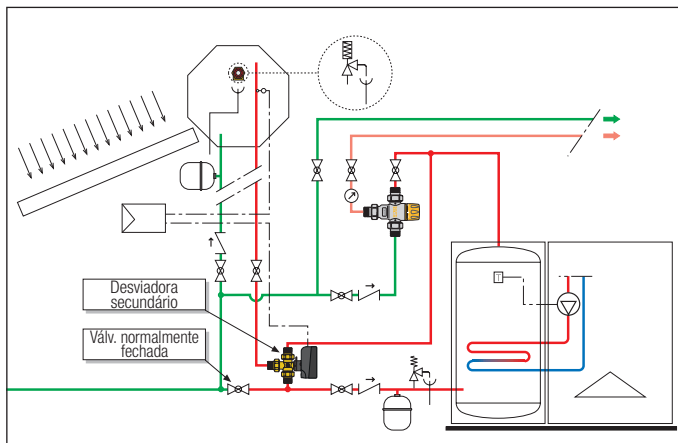 Desviadora
secundário
Válv. normalmente
fechada
T